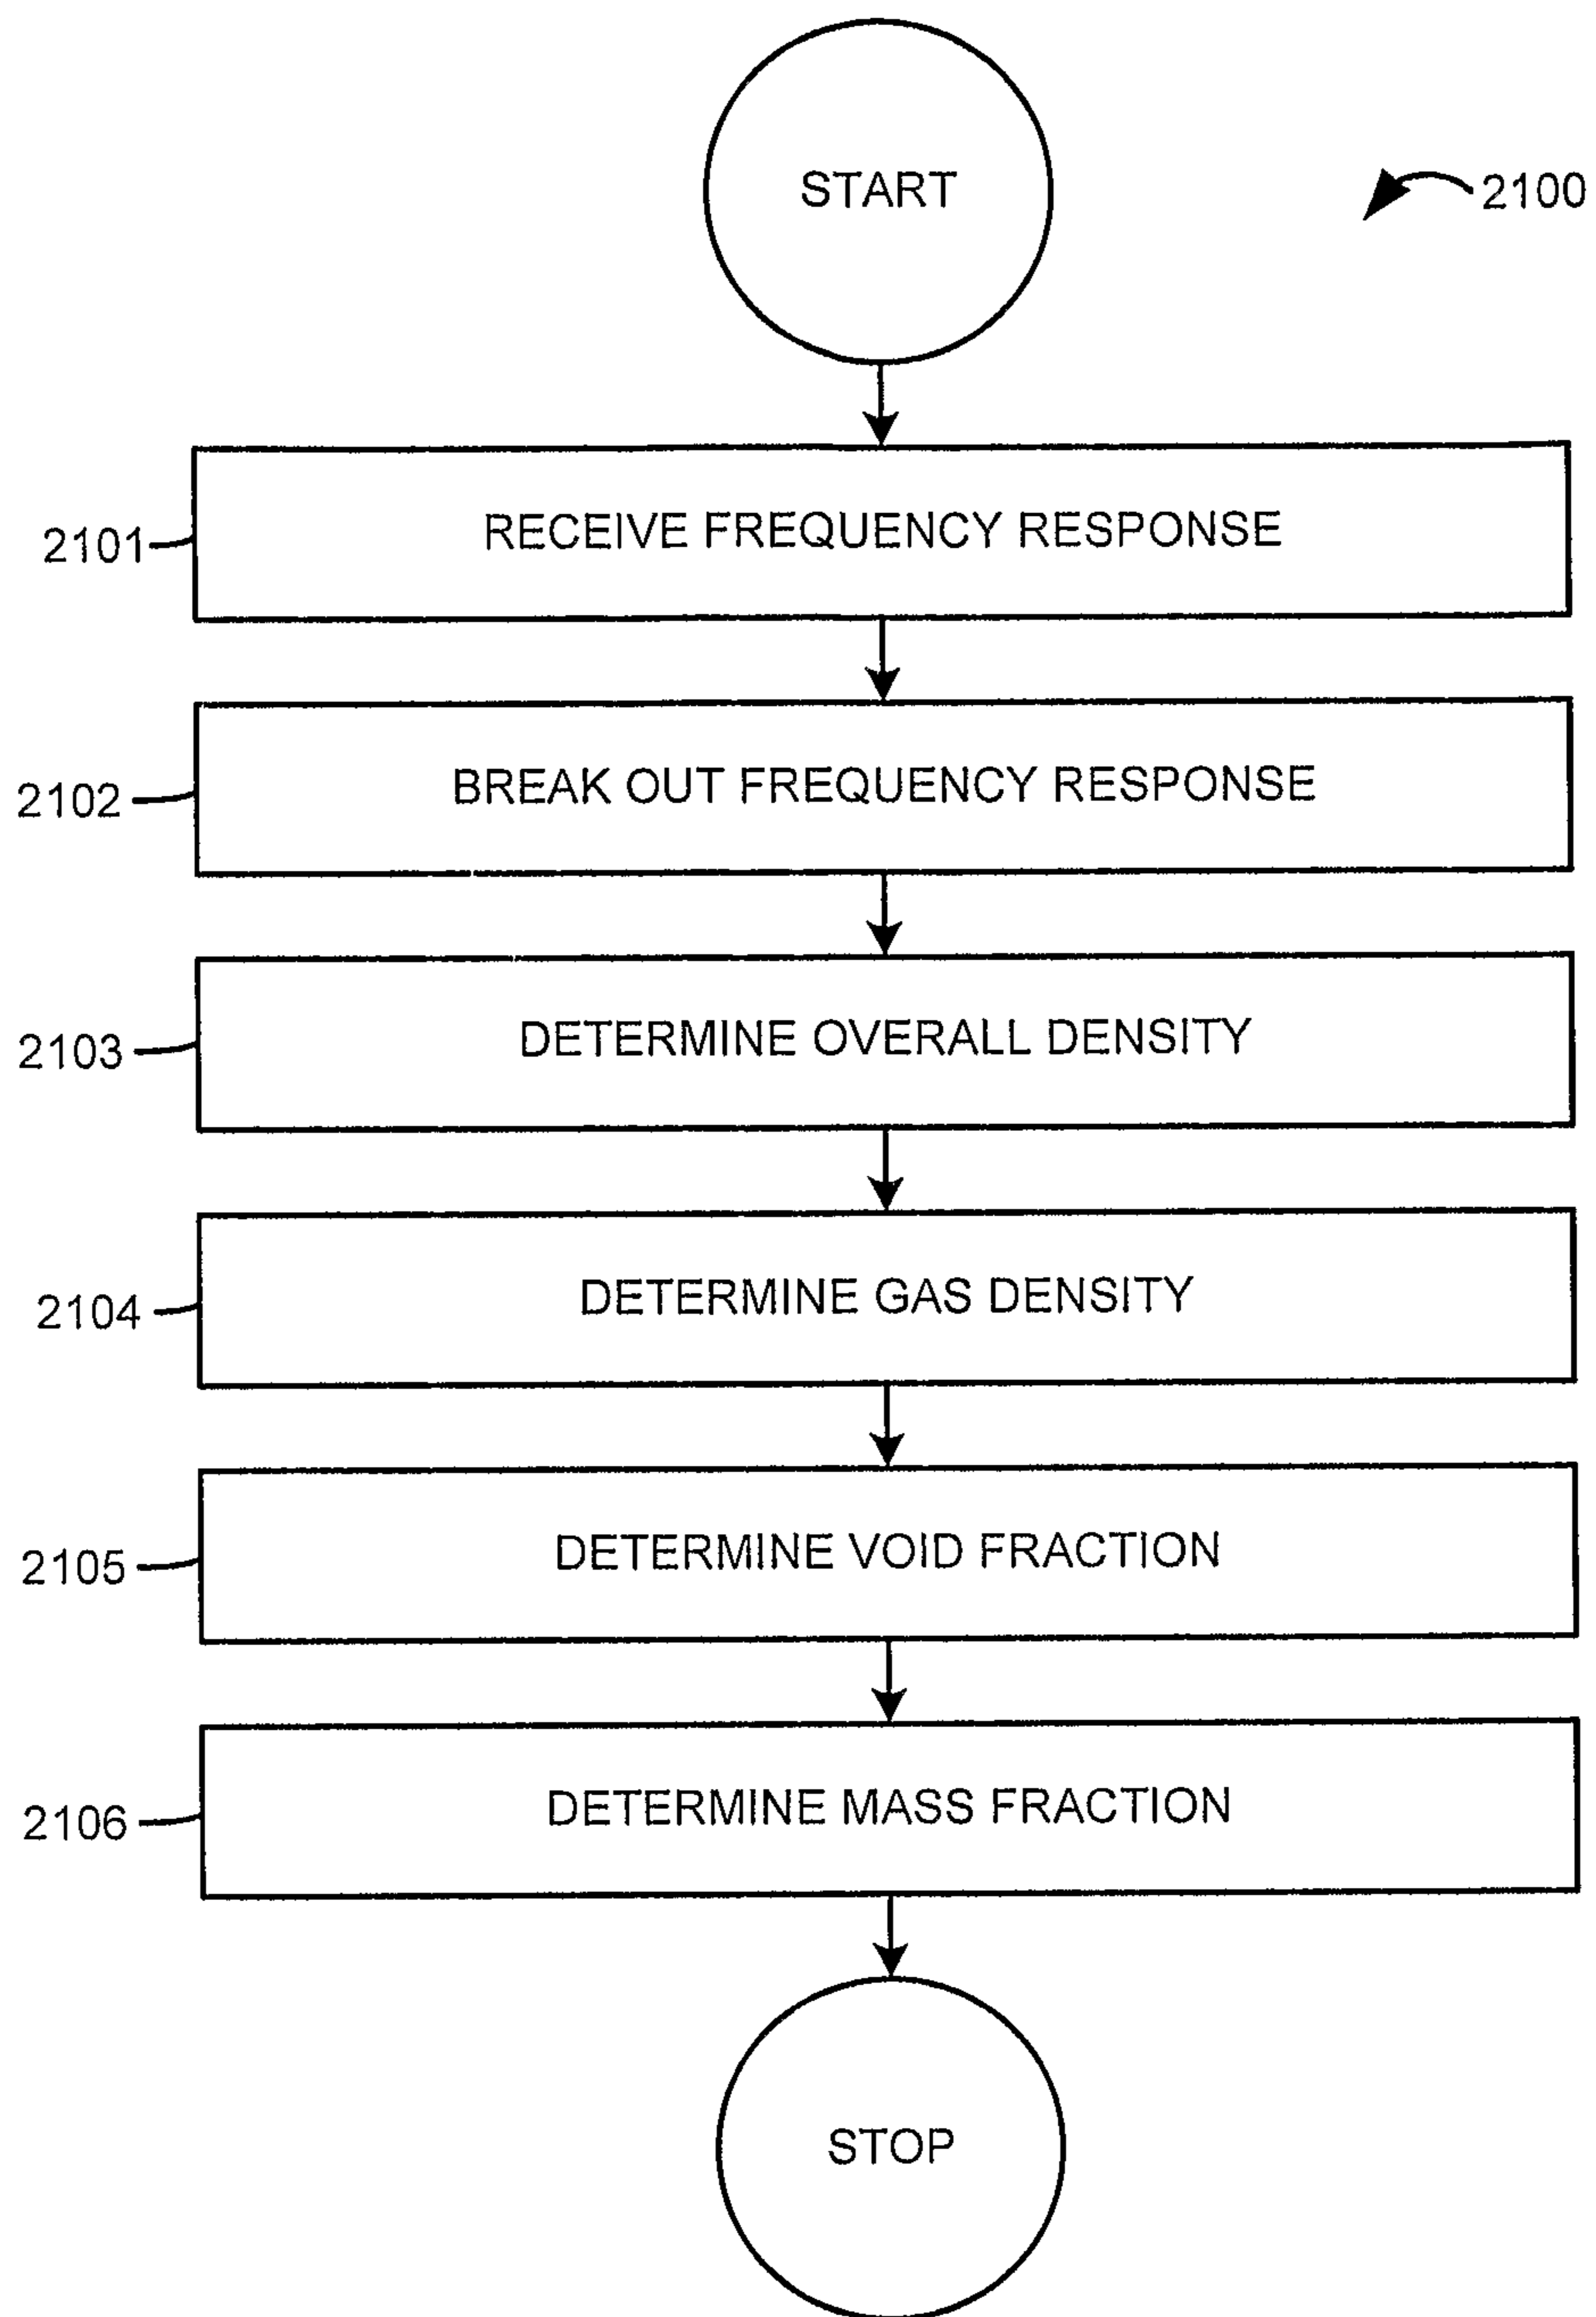 START
2100
2101
RECEIVE FREQUENCY RESPONSE
2102
BREAK OUT FREQUENCY RESPONSE
2103
DETERMINE OVERALL DENSITY
2104
DETERMINE GAS DENSITY
2105
DETERMINE VOID FRACTION
2106
DETERMINE MASS FRACTION
STOP